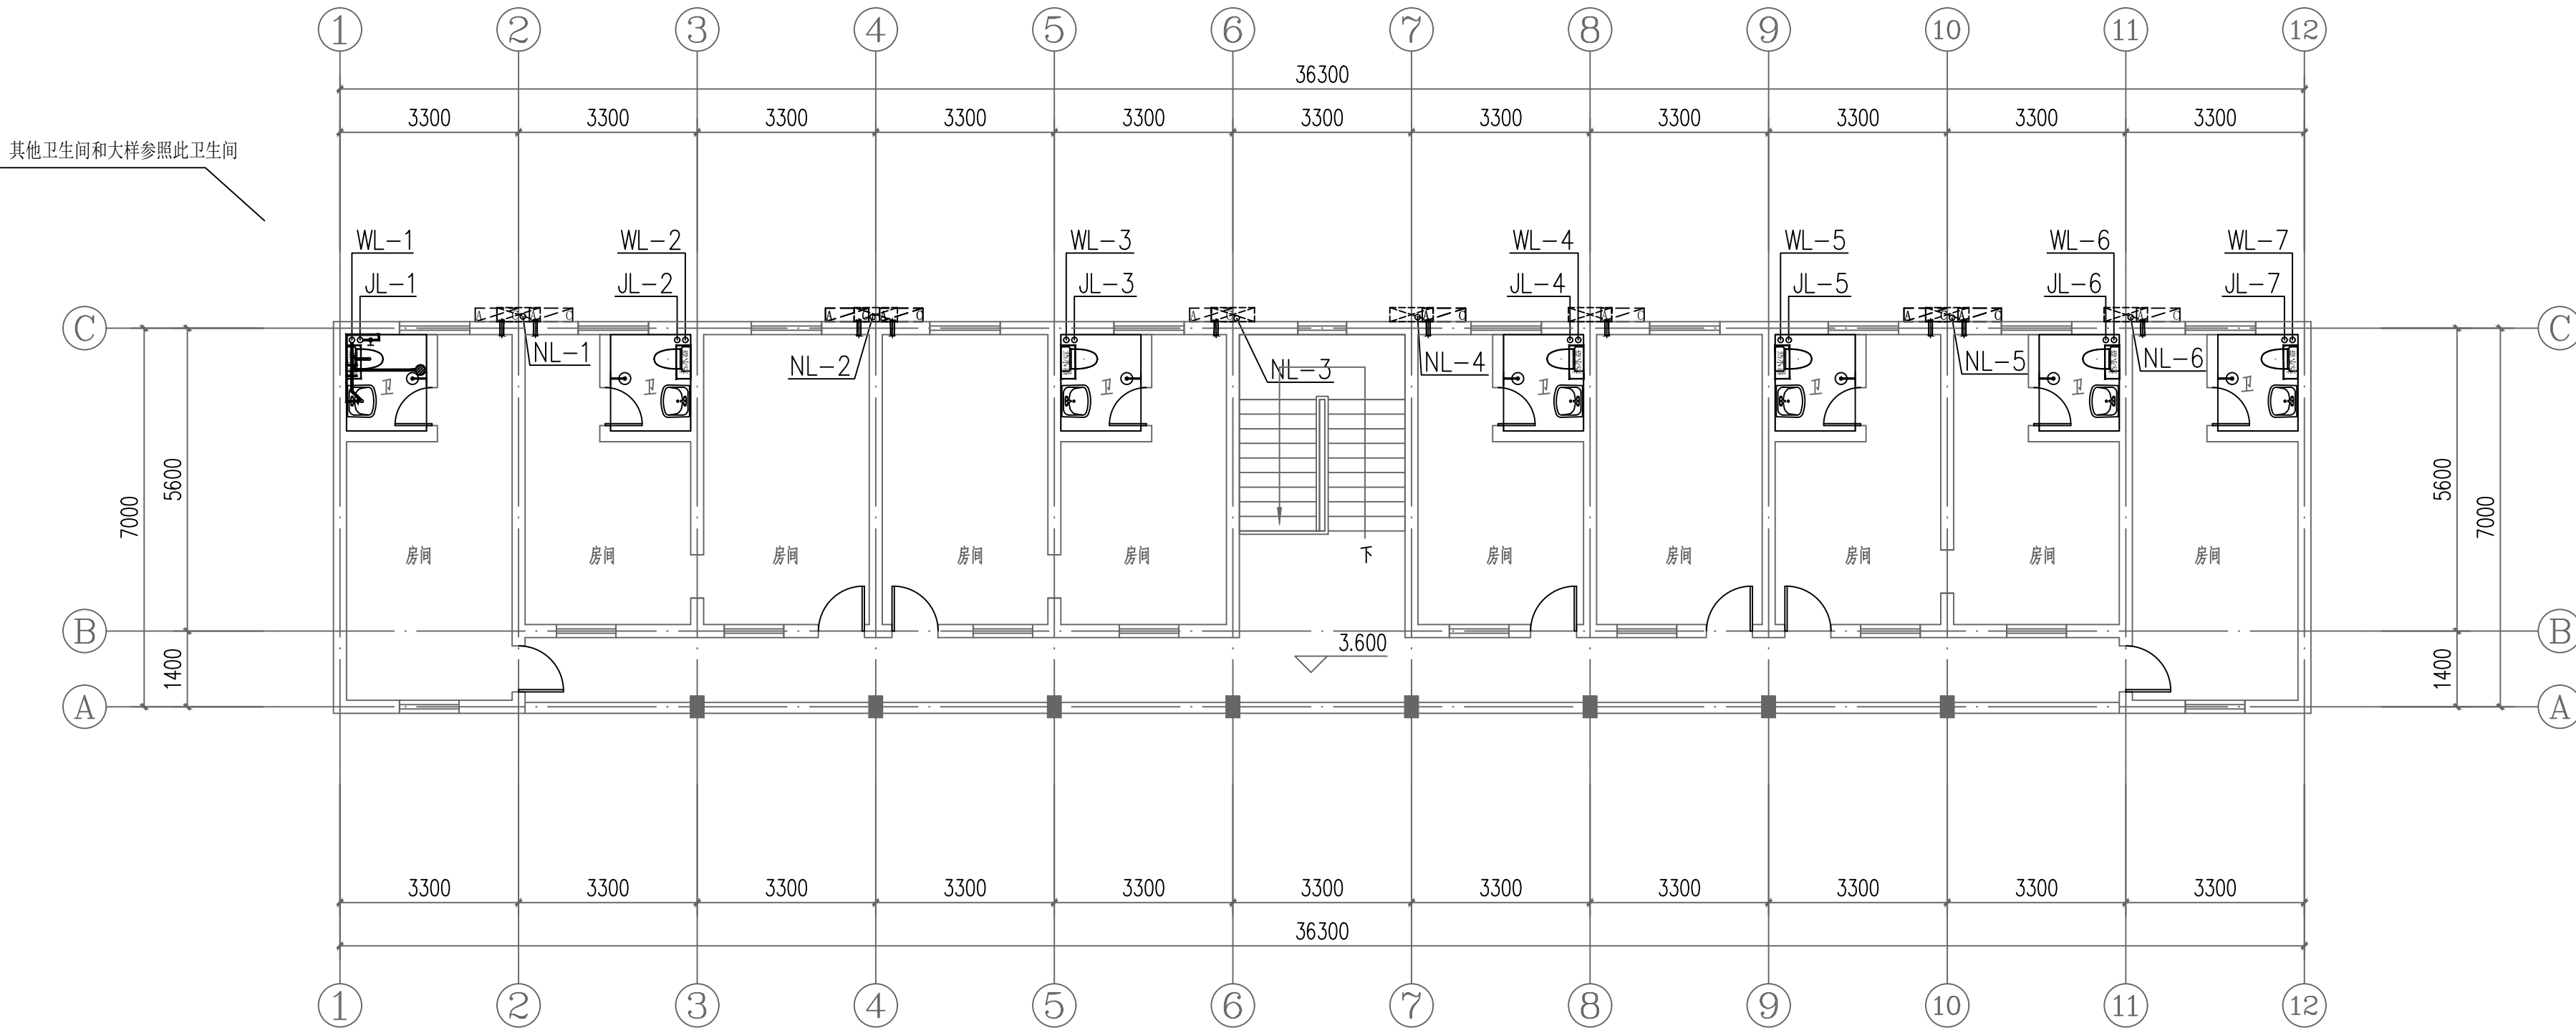 1 2 3 4 5 6 7 8 9 10 11 12
36300
3300 3300 3300 3300 3300 3300 3300 3300 3300 3300 3300
其他卫生间和大样参照此卫生间
WL-1 WL-2 WL-3 WL-4 WL-5 WL-6 WL-7
JL-1 JL-2 JL-3 JL-4 JL-5 JL-6 JL-7
C C
NL-1 NL-2 NL-3 NL-4 NL-5 NL-6
卫 卫 卫 卫 卫 卫 卫
7000 5600 5600 7000
房间 房间 房间 房间 房间 下 房间 房间 房间 房间 房间
B B
3.600
1400 1400
A A
3300 3300 3300 3300 3300 3300 3300 3300 3300 3300 3300
36300
1 2 3 4 5 6 7 8 9 10 11 12